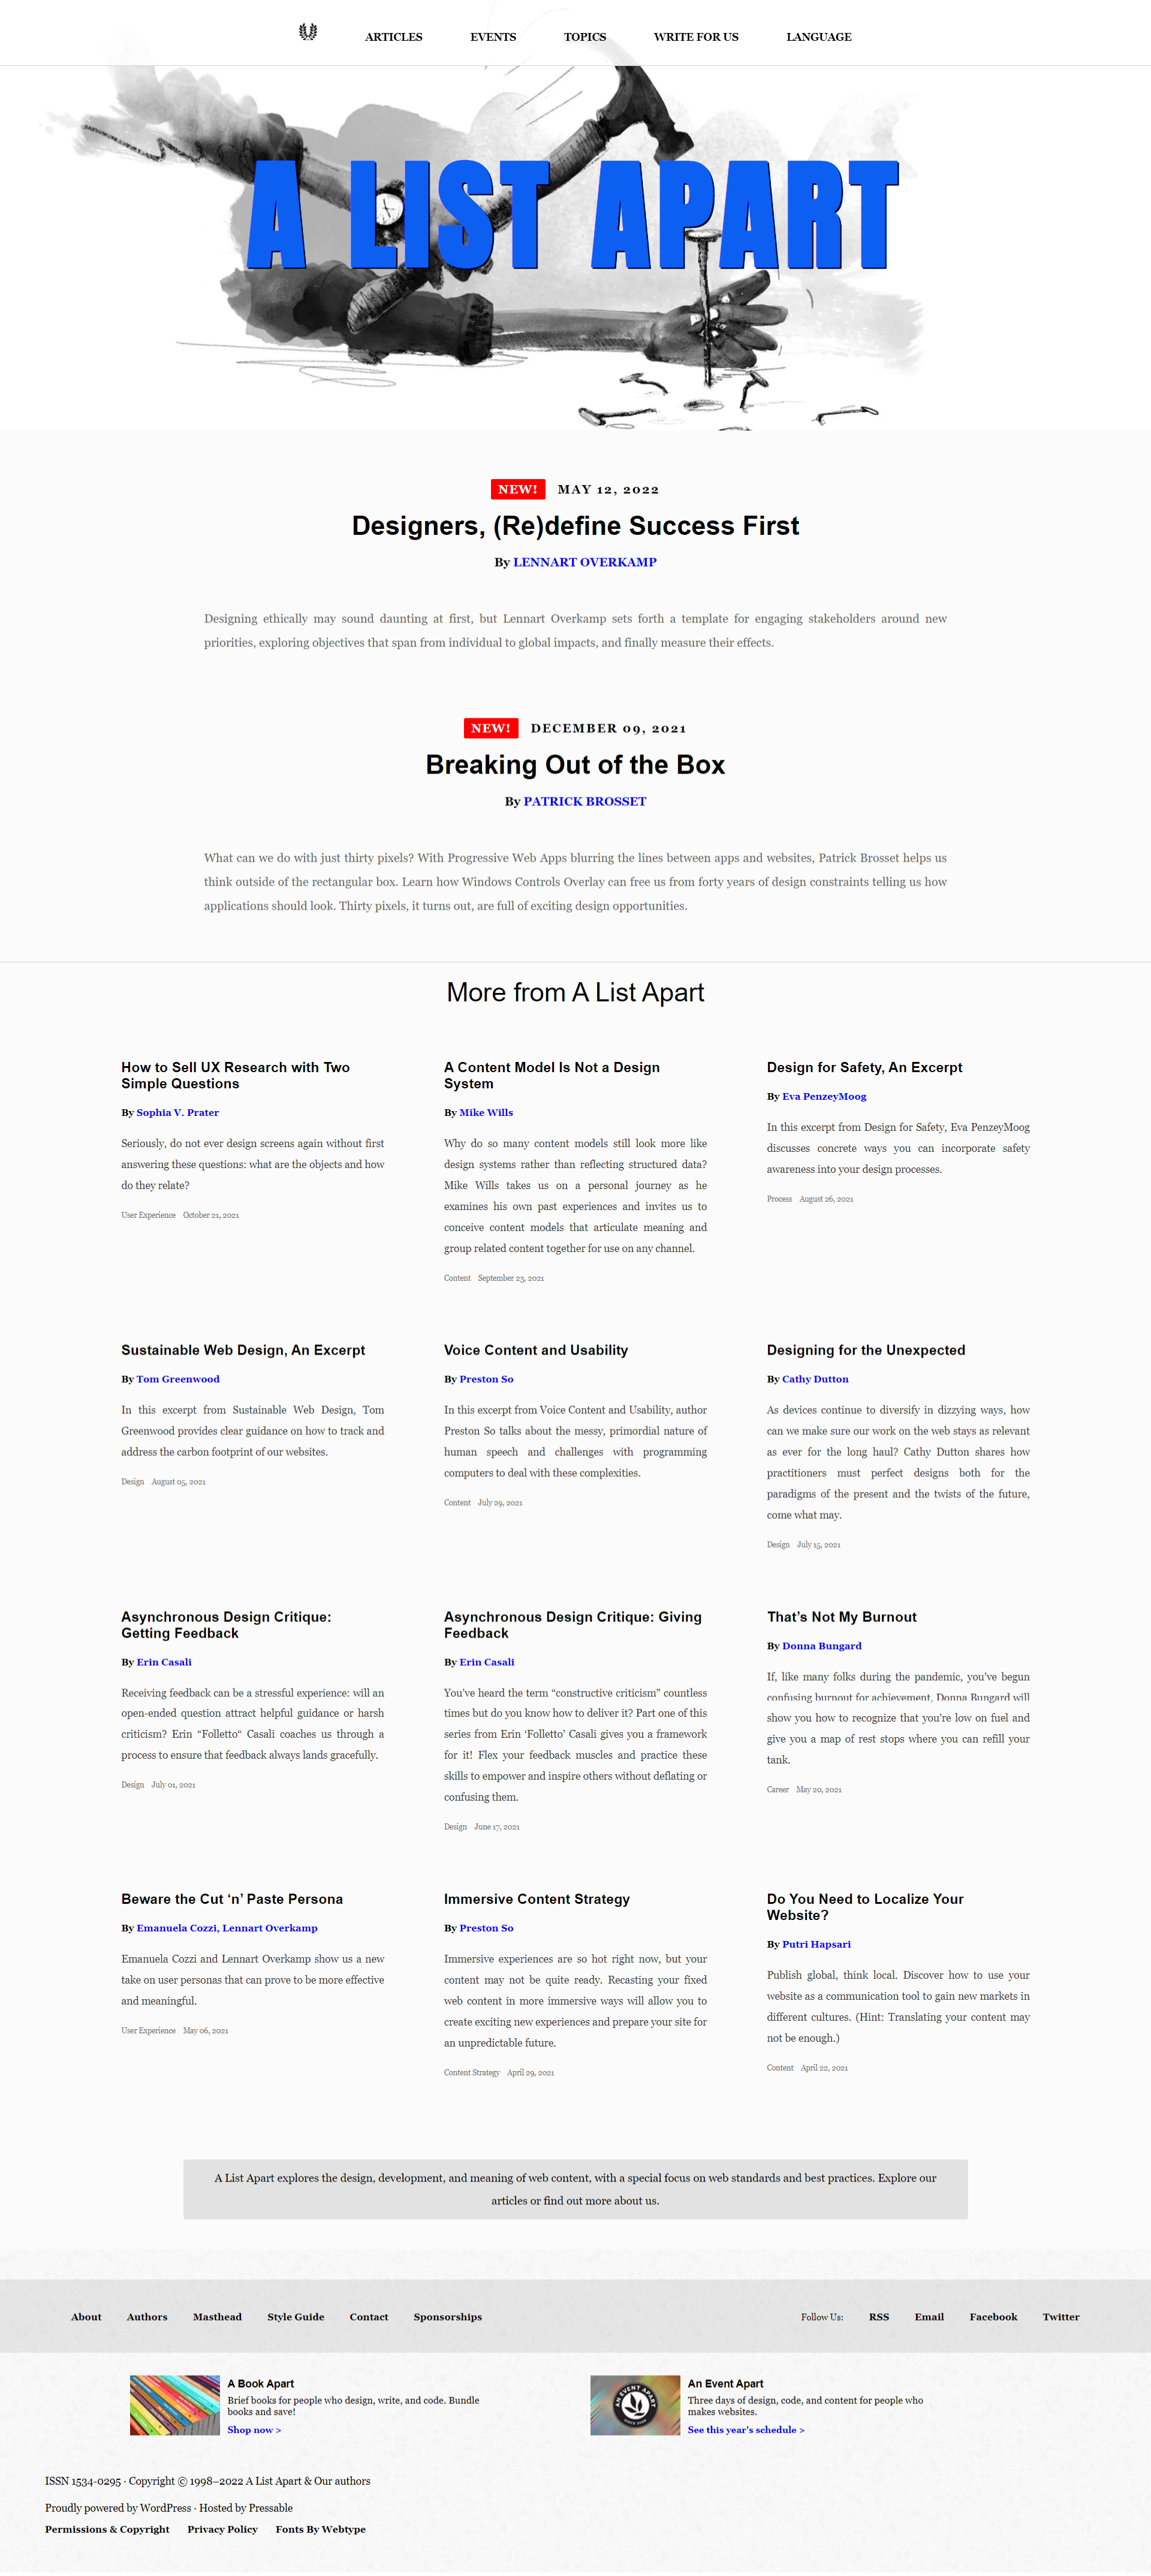 ARTICLES EVENTS TOPICS WRITE FOR US LANGUAGE
A LIST APART
NEW! MAY 12, 2022
Designers, (Re)define Success First
By LENNART OVERKAMP
Designing ethically may sound daunting at first, but Lennart Overkamp sets forth a template for engaging stakeholders around new
priorities, exploring objectives that span from individual to global impacts, and finally measure their effects.
NEW! DECEMBER 09, 2021
Breaking Out of the Box
By PATRICK BROSSET
What can we do with just thirty pixels? With Progressive Web Apps blurring the lines between apps and websites, Patrick Brosset helps us
think outside of the rectangular box. Learn how Windows Controls Overlay can free us from forty years of design constraints telling us how
applications should look. Thirty pixels, it turns out, are full of exciting design opportunities.
More from A List Apart
How to Sell UX Research with Two
Simple Questions
By Sophia V. Prater
Seriously, do not ever design screens again without first
answering these questions: what are the objects and how
do they relate?
User Experience October 21, 2021
A Content Model Is Not a Design
System
By Mike Wills
Why do so many content models still look more like
design systems rather than reflecting structured data?
Mike Wills takes us on a personal journey as he
examines his own past experiences and invites us to
conceive content models that articulate meaning and
group related content together for use on any channel.
Content September 23, 2021
Design for Safety, An Excerpt
By Eva PenzeyMoog
In this excerpt from Design for Safety, Eva PenzeyMoog
discusses concrete ways you can incorporate safety
awareness into your design processes.
Process August 26, 2021
Sustainable Web Design, An Excerpt
By Tom Greenwood
In this excerpt from Sustainable Web Design, Tom
Greenwood provides clear guidance on how to track and
address the carbon footprint of our websites.
Design August 05, 2021
Voice Content and Usability
By Preston So
In this excerpt from Voice Content and Usability, author
Preston So talks about the messy, primordial nature of
human speech and challenges with programming
computers to deal with these complexities.
Content July 29, 2021
Designing for the Unexpected
By Cathy Dutton
As devices continue to diversify in dizzying ways, how
can we make sure our work on the web stays as relevant
as ever for the long haul? Cathy Dutton shares how
practitioners must perfect designs both for the
paradigms of the present and the twists of the future,
come what may.
Design July 15, 2021
Asynchronous Design Critique:
Getting Feedback
By Erin Casali
Receiving feedback can be a stressful experience: will an
open-ended question attract helpful guidance or harsh
criticism? Erin “Folletto“ Casali coaches us through a
process to ensure that feedback always lands gracefully.
Design July 01, 2021
Asynchronous Design Critique: Giving
Feedback
By Erin Casali
You’ve heard the term “constructive criticism” countless
times but do you know how to deliver it? Part one of this
series from Erin ‘Folletto’ Casali gives you a framework
for it! Flex your feedback muscles and practice these
skills to empower and inspire others without deflating or
confusing them.
Design June 17, 2021
That’s Not My Burnout
By Donna Bungard
If, like many folks during the pandemic, you’ve begun
confusing burnout for achievement, Donna Bungard will
show you how to recognize that you’re low on fuel and
give you a map of rest stops where you can refill your
tank.
Career May 20, 2021
Beware the Cut ‘n’ Paste Persona
By Emanuela Cozzi, Lennart Overkamp
Emanuela Cozzi and Lennart Overkamp show us a new
take on user personas that can prove to be more effective
and meaningful.
User Experience May 06, 2021
Immersive Content Strategy
By Preston So
Immersive experiences are so hot right now, but your
content may not be quite ready. Recasting your fixed
web content in more immersive ways will allow you to
create exciting new experiences and prepare your site for
an unpredictable future.
Content Strategy April 29, 2021
Do You Need to Localize Your
Website?
By Putri Hapsari
Publish global, think local. Discover how to use your
website as a communication tool to gain new markets in
different cultures. (Hint: Translating your content may
not be enough.)
Content April 22, 2021
A List Apart explores the design, development, and meaning of web content, with a special focus on web standards and best practices. Explore our
articles or find out more about us.
About Authors Masthead Style Guide Contact Sponsorships Follow Us: RSS Email Facebook Twitter
A Book Apart
Brief books for people who design, write, and code. Bundle
books and save!
Shop now >
AN EVENT APART
An Event Apart
Three days of design, code, and content for people who
makes websites.
See this year's schedule >
ISSN 1534-0295 · Copyright © 1998–2022 A List Apart & Our authors
Proudly powered by WordPress · Hosted by Pressable
Permissions & Copyright Privacy Policy Fonts By Webtype